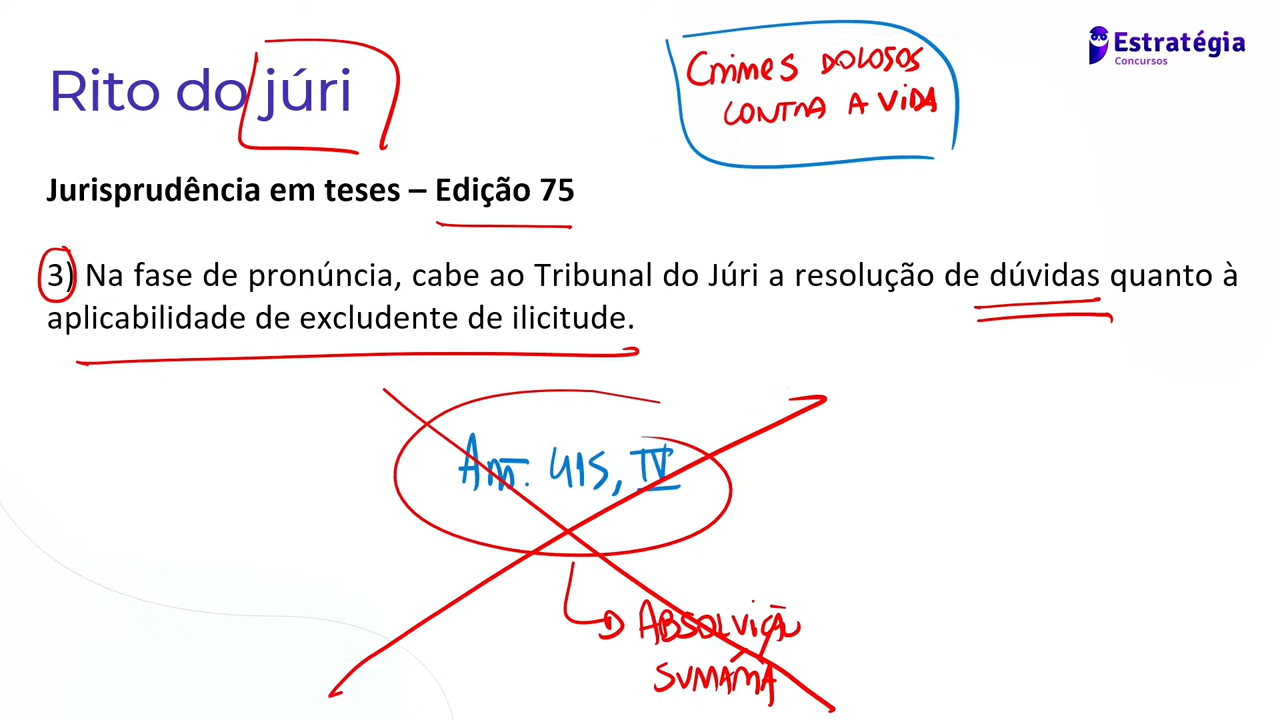 Rito do júri
CRIMES DOLOSOS
CONTRA A VIDA
Estratégia
Concursos
Jurisprudência em teses – Edição 75
3) Na fase de pronúncia, cabe ao Tribunal do Júri a resolução de dúvidas quanto à
aplicabilidade de excludente de ilicitude.
ART. 415, IV
ABSOLVIÇÃO
SUMÁRIA